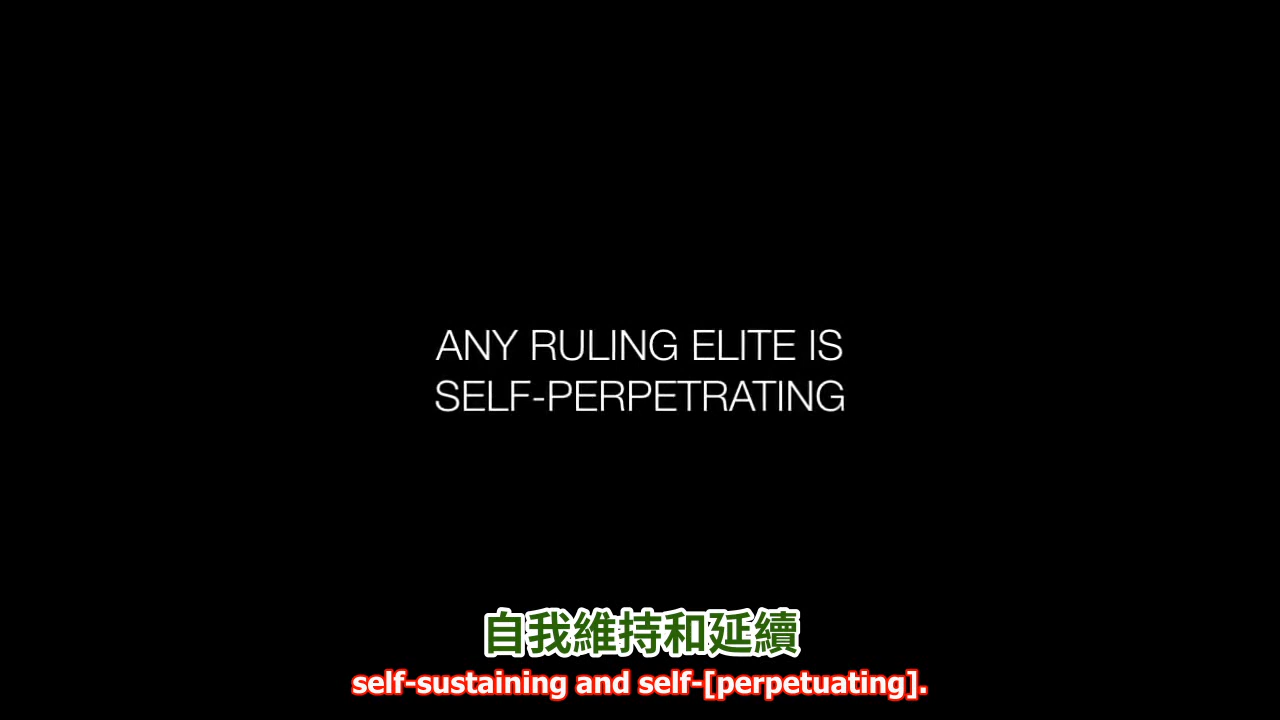 ANY RULING ELITE IS
SELF-PERPETRATING
自我維持和延續
self-sustaining and self-[perpetuating].